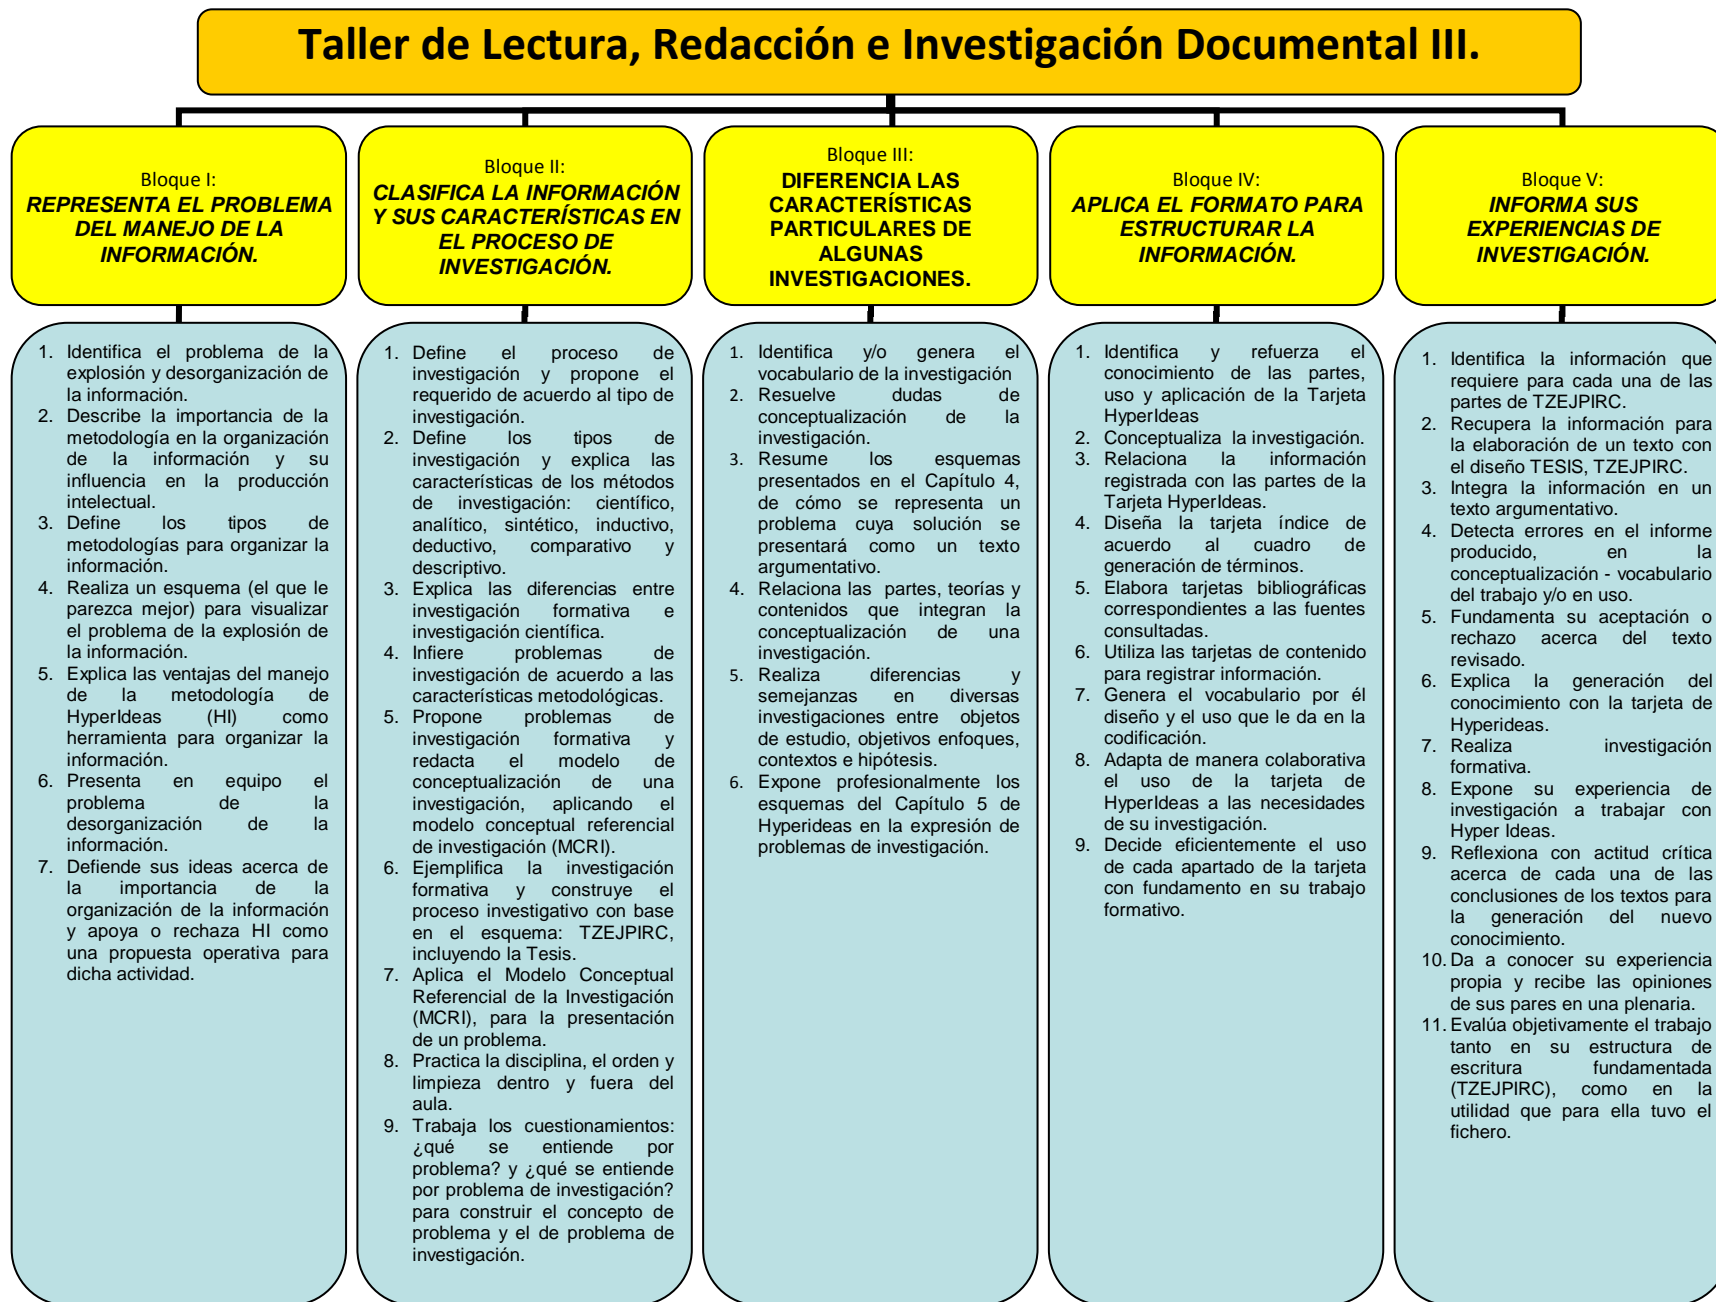 Taller de Lectura, Redacción e Investigación Documental III.
Bloque I:
REPRESENTA EL PROBLEMA
DEL MANEJO DE LA
INFORMACIÓN.
1. Identifica el problema de la
explosión y desorganización de
la información.
2. Describe la importancia de la
metodología en la organización
de la información y su
influencia en la producción
intelectual.
3. Define los tipos de
metodologías para organizar la
información.
4. Realiza un esquema (el que le
parezca mejor) para visualizar
el problema de la explosión de
la información.
5. Explica las ventajas del manejo
de la metodología de
HyperIdeas (HI) como
herramienta para organizar la
información.
6. Presenta en equipo el
problema de la
desorganización de la
información.
7. Defiende sus ideas acerca de
la importancia de la
organización de la información
y apoya o rechaza HI como
una propuesta operativa para
dicha actividad.
Bloque II:
CLASIFICA LA INFORMACIÓN
Y SUS CARACTERÍSTICAS EN
EL PROCESO DE
INVESTIGACIÓN.
1. Define el proceso de
investigación y propone el
requerido de acuerdo al tipo de
investigación.
2. Define los tipos de
investigación y explica las
características de los métodos
de investigación: científico,
analítico, sintético, inductivo,
deductivo, comparativo y
descriptivo.
3. Explica las diferencias entre
investigación formativa e
investigación científica.
4. Infiere problemas de
investigación de acuerdo a las
características metodológicas.
5. Propone problemas de
investigación formativa y
redacta el modelo de
conceptualización de una
investigación, aplicando el
modelo conceptual referencial
de investigación (MCRI).
6. Ejemplifica la investigación
formativa y construye el
proceso investigativo con base
en el esquema: TZEJPIRC,
incluyendo la Tesis.
7. Aplica el Modelo Conceptual
Referencial de la Investigación
(MCRI), para la presentación
de un problema.
8. Practica la disciplina, el orden y
limpieza dentro y fuera del
aula.
9. Trabaja los cuestionamientos:
¿qué se entiende por
problema? y ¿qué se entiende
por problema de investigación?
para construir el concepto de
problema y el de problema de
investigación.
Bloque III:
DIFERENCIA LAS
CARACTERÍSTICAS
PARTICULARES DE
ALGUNAS
INVESTIGACIONES.
1. Identifica y/o genera el
vocabulario de la investigación
2. Resuelve dudas de
conceptualización de la
investigación.
3. Resume los esquemas
presentados en el Capítulo 4,
de cómo se representa un
problema cuya solución se
presentará como un texto
argumentativo.
4. Relaciona las partes, teorías y
contenidos que integran la
conceptualización de una
investigación.
5. Realiza diferencias y
semejanzas en diversas
investigaciones entre objetos
de estudio, objetivos enfoques,
contextos e hipótesis.
6. Expone profesionalmente los
esquemas del Capítulo 5 de
Hyperideas en la expresión de
problemas de investigación.
Bloque IV:
APLICA EL FORMATO PARA
ESTRUCTURAR LA
INFORMACIÓN.
1. Identifica y refuerza el
conocimiento de las partes,
uso y aplicación de la Tarjeta
HyperIdeas
2. Conceptualiza la investigación.
3. Relaciona la información
registrada con las partes de la
Tarjeta HyperIdeas.
4. Diseña la tarjeta índice de
acuerdo al cuadro de
generación de términos.
5. Elabora tarjetas bibliográficas
correspondientes a las fuentes
consultadas.
6. Utiliza las tarjetas de contenido
para registrar información.
7. Genera el vocabulario por él
diseño y el uso que le da en la
codificación.
8. Adapta de manera colaborativa
el uso de la tarjeta de
HyperIdeas a las necesidades
de su investigación.
9. Decide eficientemente el uso
de cada apartado de la tarjeta
con fundamento en su trabajo
formativo.
Bloque V:
INFORMA SUS
EXPERIENCIAS DE
INVESTIGACIÓN.
1. Identifica la información que
requiere para cada una de las
partes de TZEJPIRC.
2. Recupera la información para
la elaboración de un texto con
el diseño TESIS, TZEJPIRC.
3. Integra la información en un
texto argumentativo.
4. Detecta errores en el informe
producido, en la
conceptualización - vocabulario
del trabajo y/o en uso.
5. Fundamenta su aceptación o
rechazo acerca del texto
revisado.
6. Explica la generación del
conocimiento con la tarjeta de
Hyperideas.
7. Realiza investigación
formativa.
8. Expone su experiencia de
investigación a trabajar con
Hyper Ideas.
9. Reflexiona con actitud crítica
acerca de cada una de las
conclusiones de los textos para
la generación del nuevo
conocimiento.
10. Da a conocer su experiencia
propia y recibe las opiniones
de sus pares en una plenaria.
11. Evalúa objetivamente el trabajo
tanto en su estructura de
escritura fundamentada
(TZEJPIRC), como en la
utilidad que para ella tuvo el
fichero.